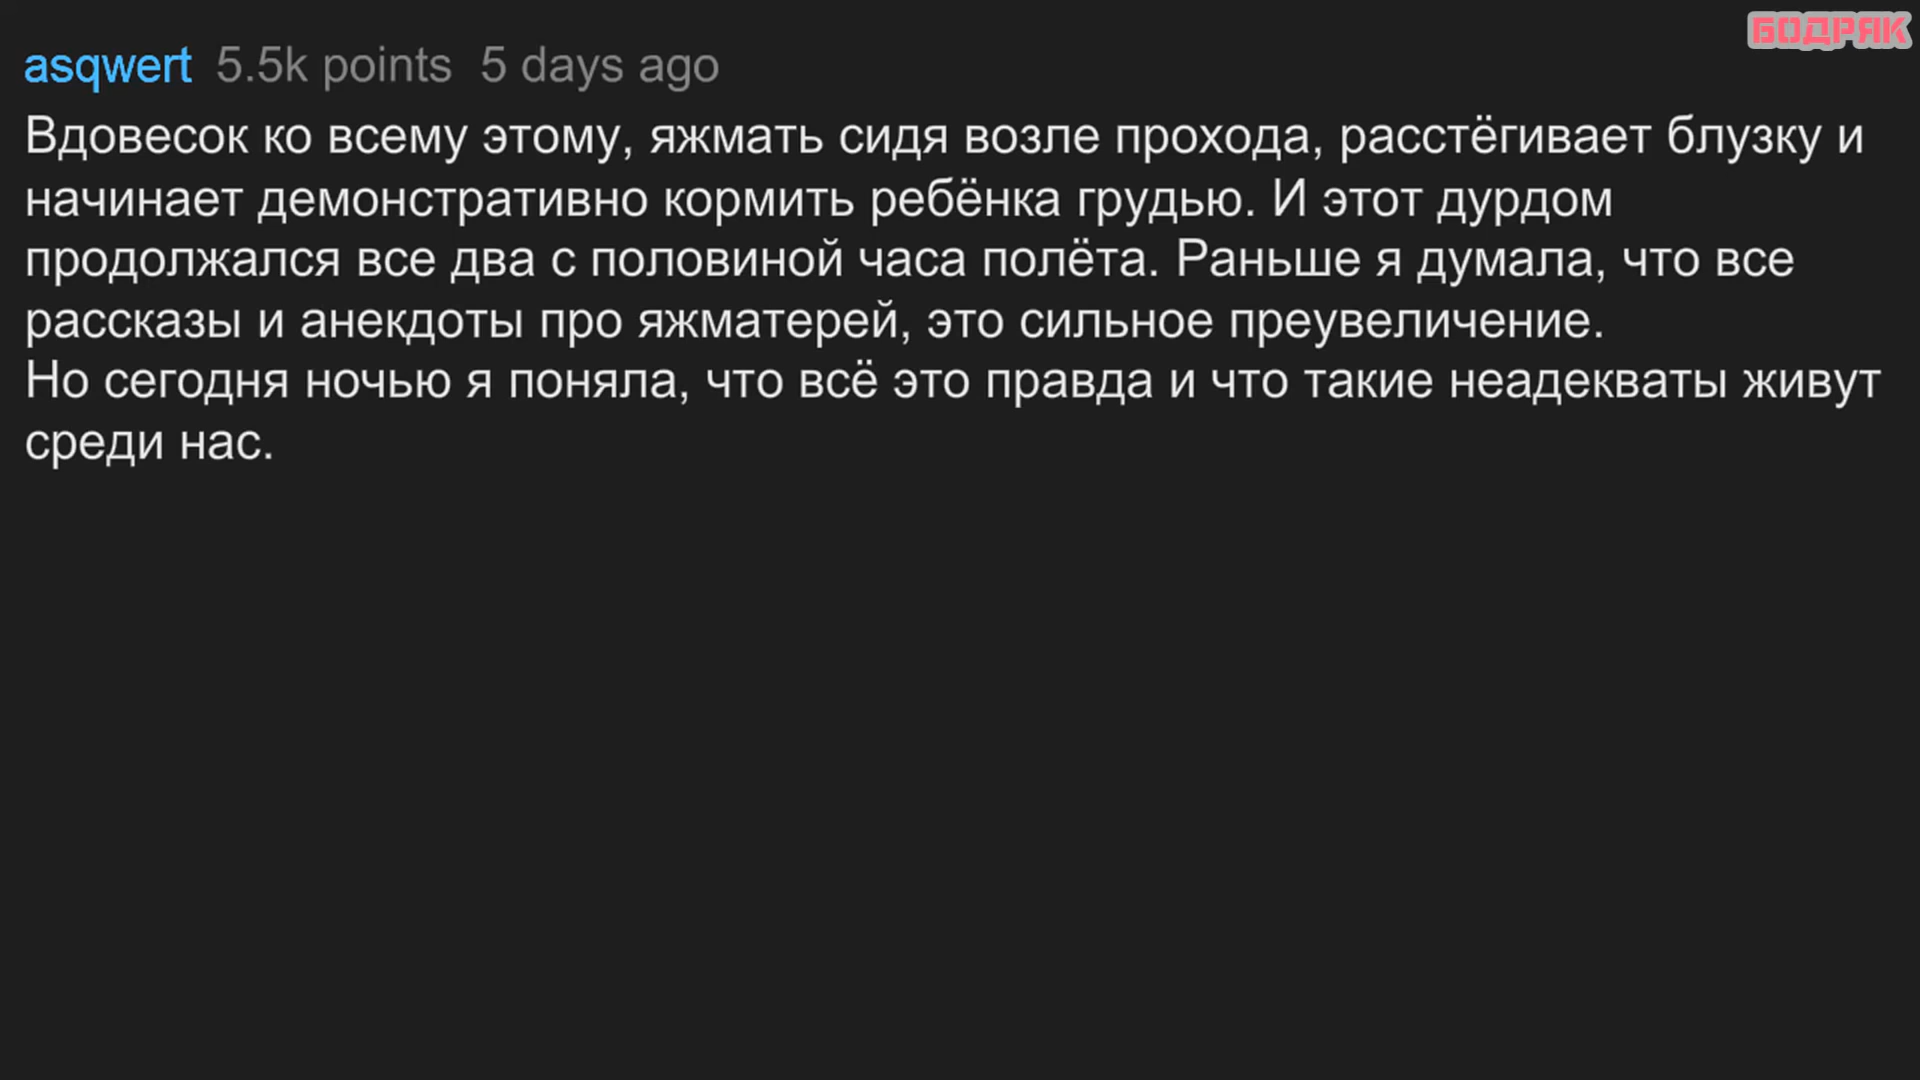 БОДРЯК
asqwert 5.5k points 5 days ago
Вдовесок ко всему этому, яжмать сидя возле прохода, расстёгивает блузку и
начинает демонстративно кормить ребёнка грудью. И этот дурдом
продолжался все два с половиной часа полёта. Раньше я думала, что все
рассказы и анекдоты про яжматерей, это сильное преувеличение.
Но сегодня ночью я поняла, что всё это правда и что такие неадекваты живут
среди нас.